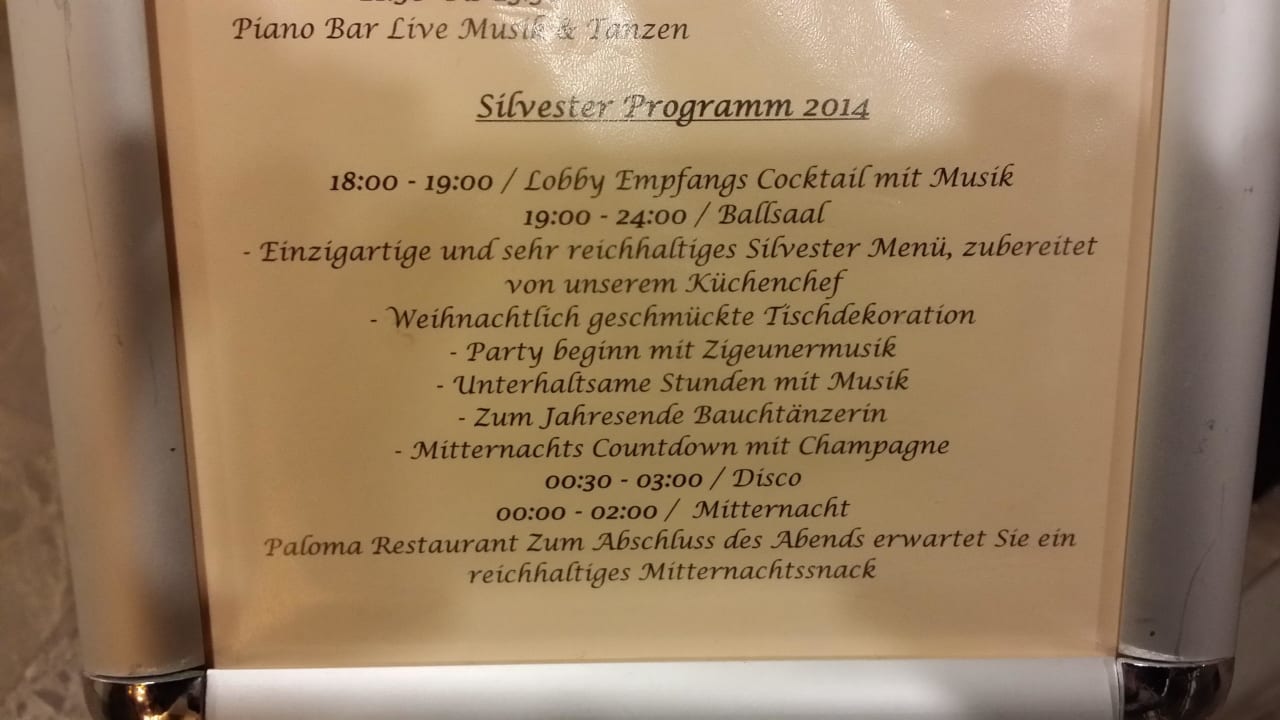 Piano Bar Live Musik & Tanzen
Silvester Programm 2014
18:00 - 19:00 / Lobby Empfangs Cocktail mit Musik
19:00 - 24:00 / Ballsaal
- Einzigartige und sehr reichhaltiges Silvester Menü, zubereitet
von unserem Küchenchef
- Weihnachtlich geschmückte Tischdekoration
- Party beginn mit Zigeunermusik
- Unterhaltsame Stunden mit Musik
- Zum Jahresende Bauchtänzerin
- Mitternachts Countdown mit Champagne
00:30 - 03:00 / Disco
00:00 - 02:00 / Mitternacht
Paloma Restaurant Zum Abschluss des Abends erwartet Sie ein
reichhaltiges Mitternachtssnack